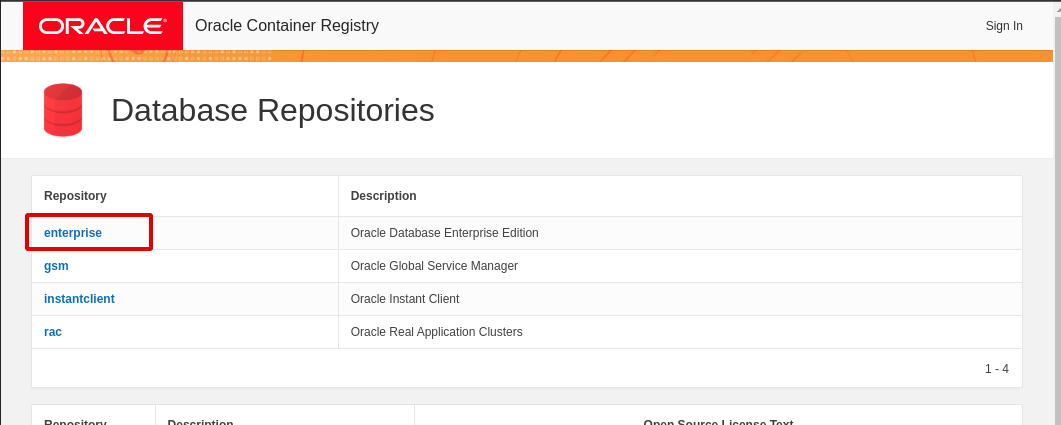 ORACLE® Oracle Container Registry Sign In
Database Repositories
Repository Description
enterprise Oracle Database Enterprise Edition
gsm Oracle Global Service Manager
instantclient Oracle Instant Client
rac Oracle Real Application Clusters
1 - 4
Repository Description Open Source License Text